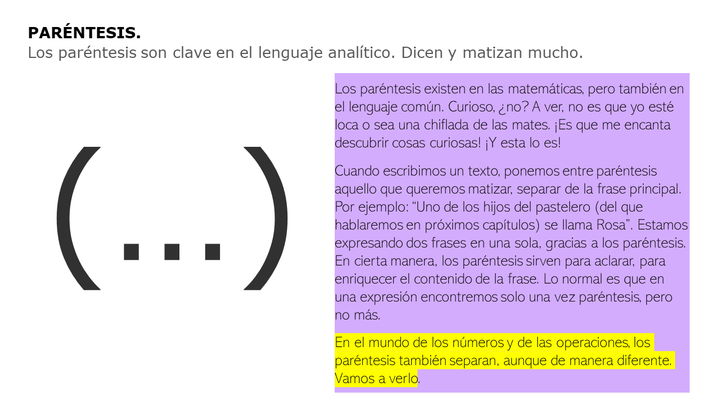 PARÉNTESIS.
Los paréntesis son clave en el lenguaje analítico. Dicen y matizan mucho.
(...)
Los paréntesis existen en las matemáticas, pero también en
el lenguaje común. Curioso, ¿no? A ver, no es que yo esté
loca o sea una chiflada de las mates. ¡Es que me encanta
descubrir cosas curiosas! ¡Y esta lo es!
Cuando escribimos un texto, ponemos entre paréntesis
aquello que queremos matizar, separar de la frase principal.
Por ejemplo: “Uno de los hijos del pastelero (del que
hablaremos en próximos capítulos) se llama Rosa”. Estamos
expresando dos frases en una sola, gracias a los paréntesis.
En cierta manera, los paréntesis sirven para aclarar, para
enriquecer el contenido de la frase. Lo normal es que en
una expresión encontremos solo una vez paréntesis, pero
no más.
En el mundo de los números y de las operaciones, los
paréntesis también separan, aunque de manera diferente.
Vamos a verlo.